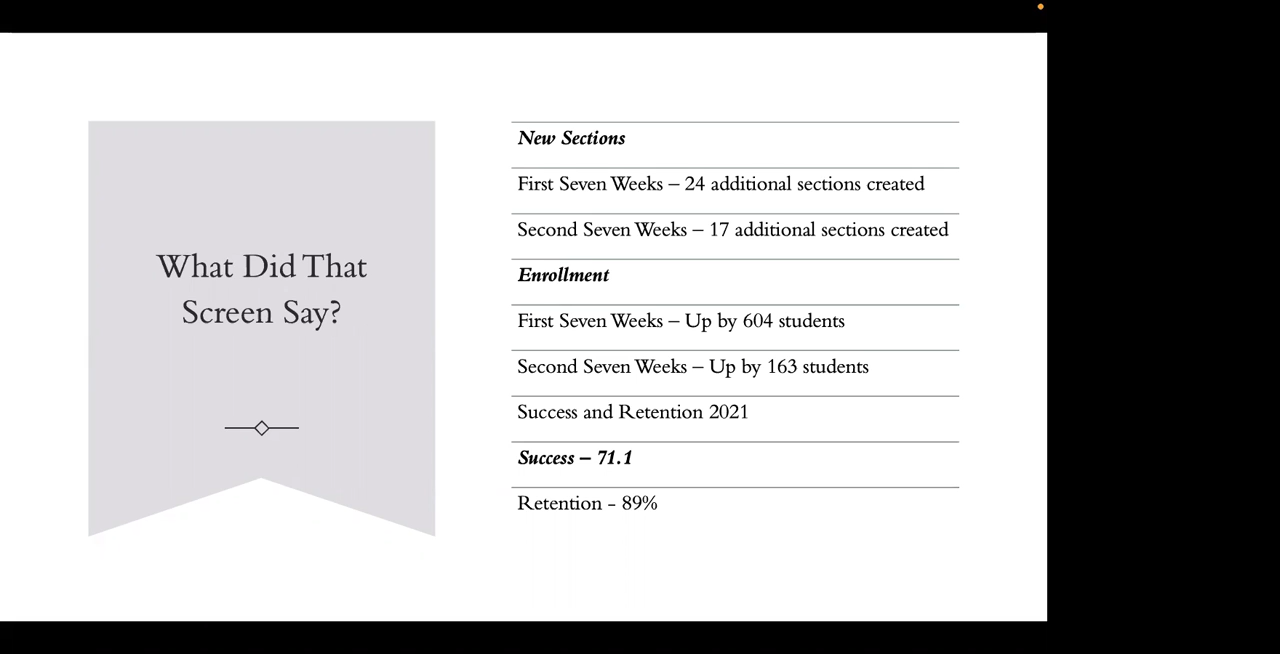 What Did That
Screen Say?
New Sections
First Seven Weeks – 24 additional sections created
Second Seven Weeks – 17 additional sections created
Enrollment
First Seven Weeks – Up by 604 students
Second Seven Weeks – Up by 163 students
Success and Retention 2021
Success – 71.1
Retention - 89%